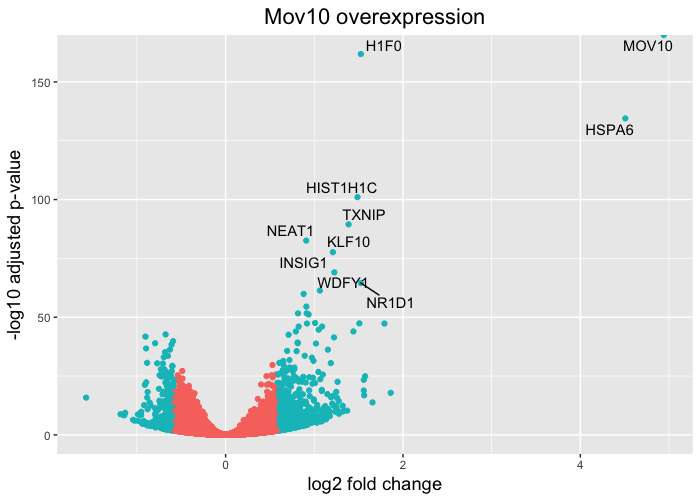 Mov10 overexpression
H1F0
MOV10
150
HSPA6
HIST1H1C
100
TXNIP
NEAT1
KLF10
INSIG1
WDFY1
NR1D1
50
0
-log10 adjusted p-value
0 2 4
log2 fold change